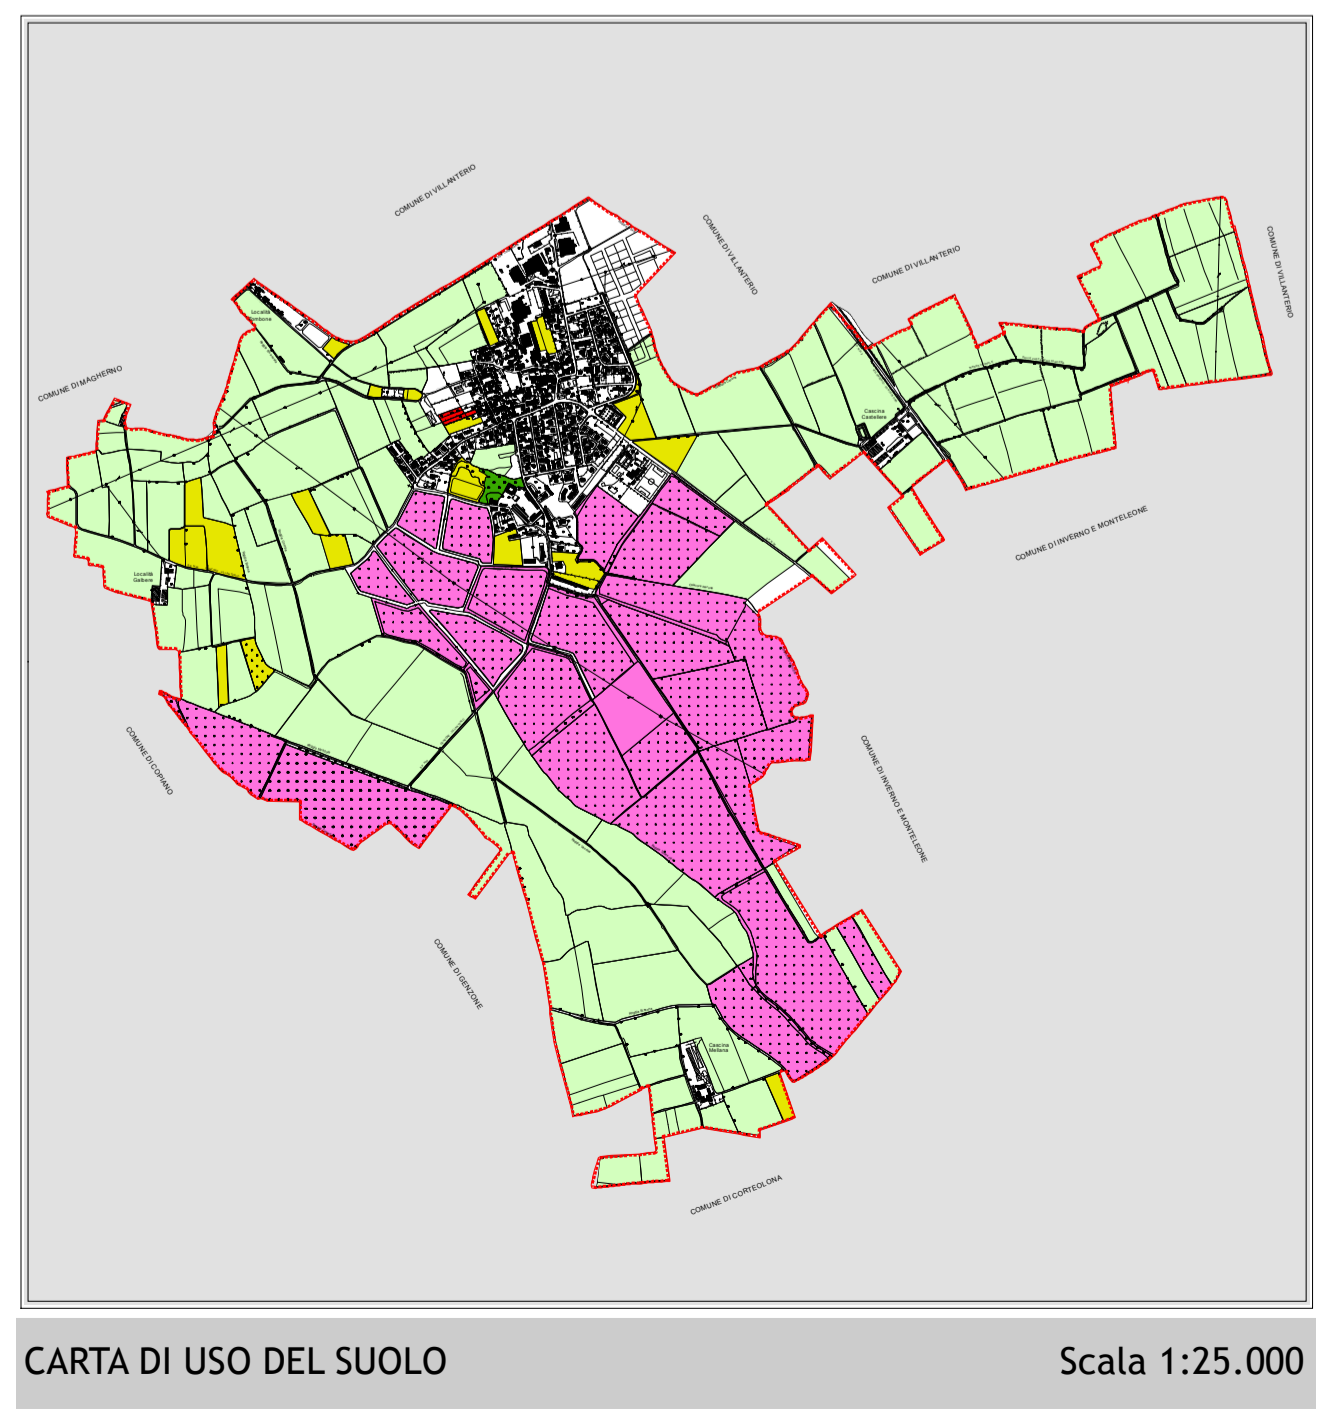 COMUNE DI VILLANTERIO
COMUNE DI VILLANTERIO
COMUNE DI VILLANTERIO
COMUNE DI VILLANTERIO
COMUNE DI MAGHERNO
Località
Cascina
Castellere
COMUNE DI INVERNO E MONTELEONE
Località
Galbere
COMUNE DI COPIANO
COMUNE DI INVERNO E MONTELEONE
COMUNE DI GENZONE
Cascina
Mellana
COMUNE DI CORTEOLONA
CARTA DI USO DEL SUOLO
Scala 1:25.000